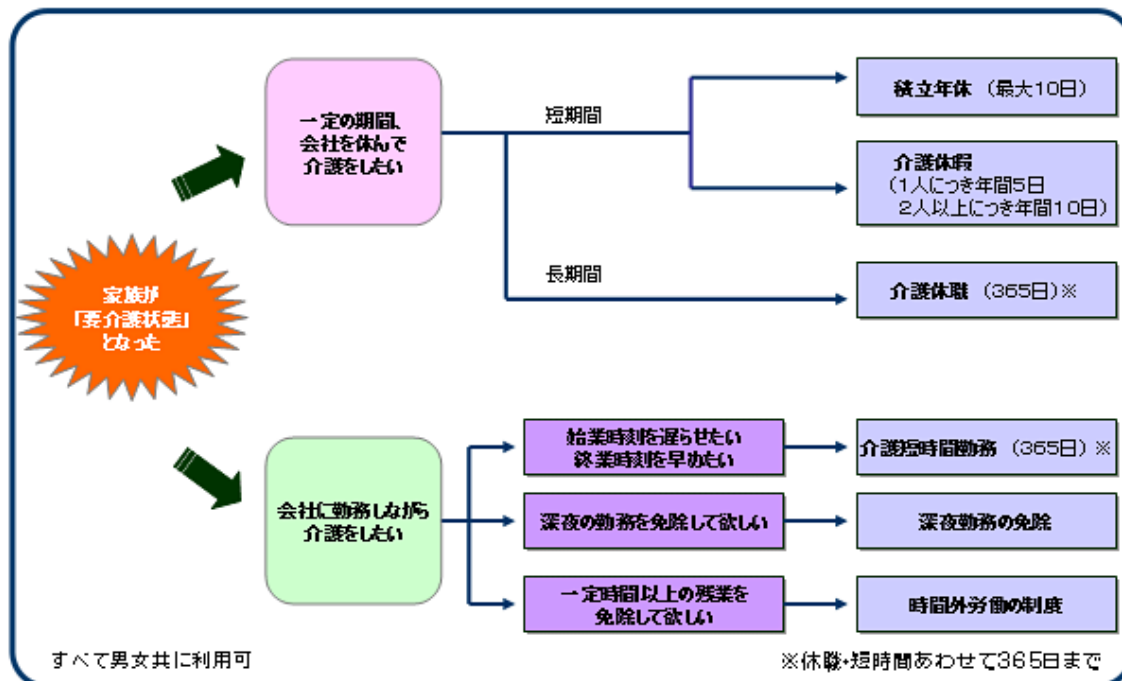 一定の期間、
会社を休んで
介護をしたい
短期間
積立年休 (最大10日)
介護休暇
(1人につき年間5日
2人以上につき年間10日)
長期間
介護休職 (365日)※
家族が
「要介護状態」
となった
会社に勤務しながら
介護をしたい
始業時刻を遅らせたい
終業時刻を早めたい
介護短時間勤務 (365日) ※
深夜の勤務を免除して欲しい
深夜勤務の免除
一定時間以上の残業を
免除して欲しい
時間外労働の制度
すべて男女共に利用可
※休職・短時間あわせて365日まで